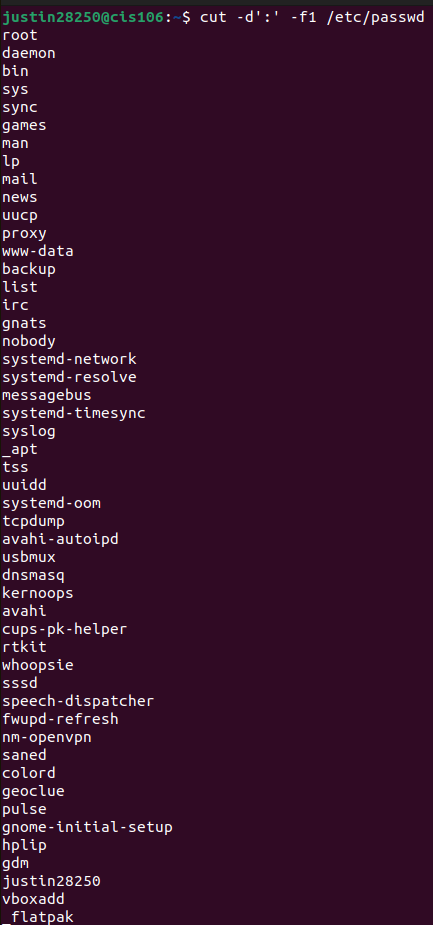 justin28250@cis106:~$ cut -d':' -f1 /etc/passwd
root
daemon
bin
sys
sync
games
man
lp
mail
news
uucp
proxy
www-data
backup
list
irc
gnats
nobody
systemd-network
systemd-resolve
messagebus
systemd-timesync
syslog
_apt
tss
uuidd
systemd-oom
tcpdump
avahi-autoipd
usbmux
dnsmasq
kernoops
avahi
cups-pk-helper
rtkit
whoopsie
sssd
speech-dispatcher
fwupd-refresh
nm-openvpn
saned
colord
geoclue
pulse
gnome-initial-setup
hplip
gdm
justin28250
vboxadd
_flatpak